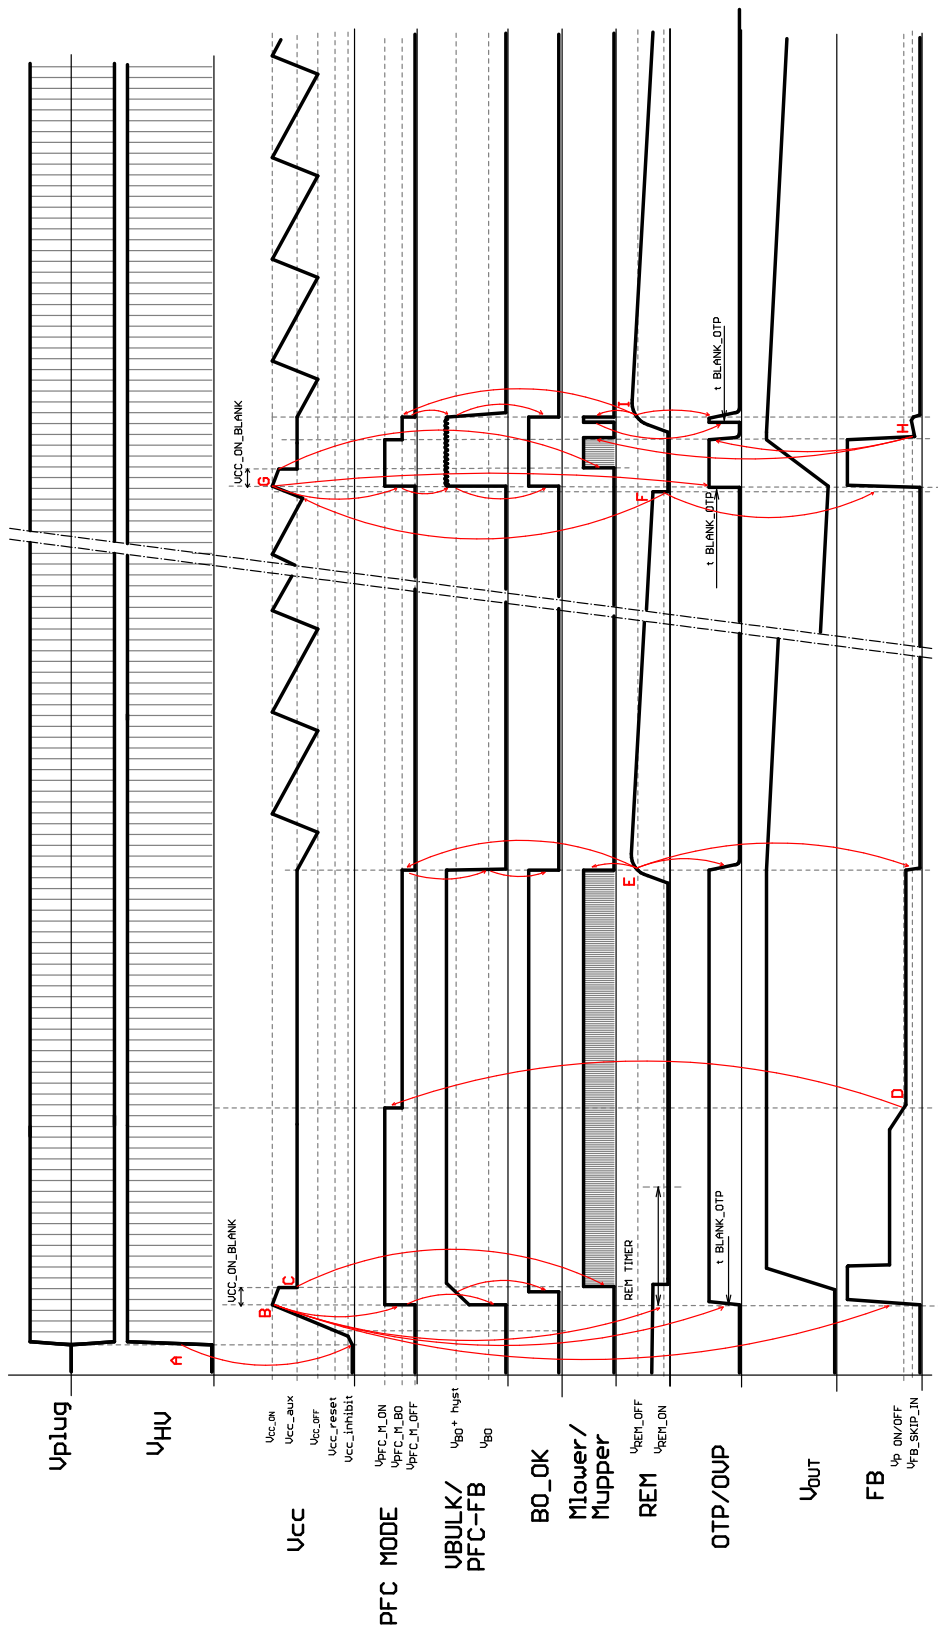 Vplug
VHV
A
VCC_ON
Vcc_aux
VCC_OFF
Vcc_reset
Vcc_inhibit
Vcc
B
C
VCC_ON_BLANK
G
VCC_ON_BLANK
VPFC_M_ON
VPFC_M_BO
VPFC_M_OFF
PFC MODE
VBO + hyst
VBO
VBULK/
PFC-FB
BO_OK
Mlower/
Mupper
VREM_OFF
VREM_ON
REM
REM TIMER
E
F
I
OTP/OVP
t BLANK_OTP
t BLANK_OTP
t BLANK_OTP
VOUT
VP ON/OFF
VFB_SKIP_IN
FB
D
H